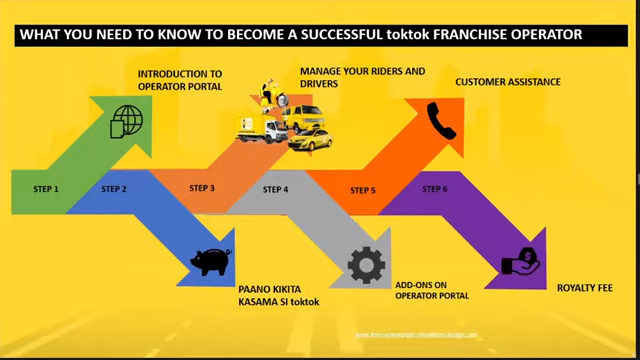 WHAT YOU NEED TO KNOW TO BECOME A SUCCESSFUL toktok FRANCHISE OPERATOR
INTRODUCTION TO
OPERATOR PORTAL
MANAGE YOUR RIDERS AND
DRIVERS
CUSTOMER ASSISTANCE
STEP 1
STEP 2
STEP 3
STEP 4
STEP 5
STEP 6
PAANO KIKITA
KASAMA SI toktok
ADD-ONS ON
OPERATOR PORTAL
ROYALTY FEE